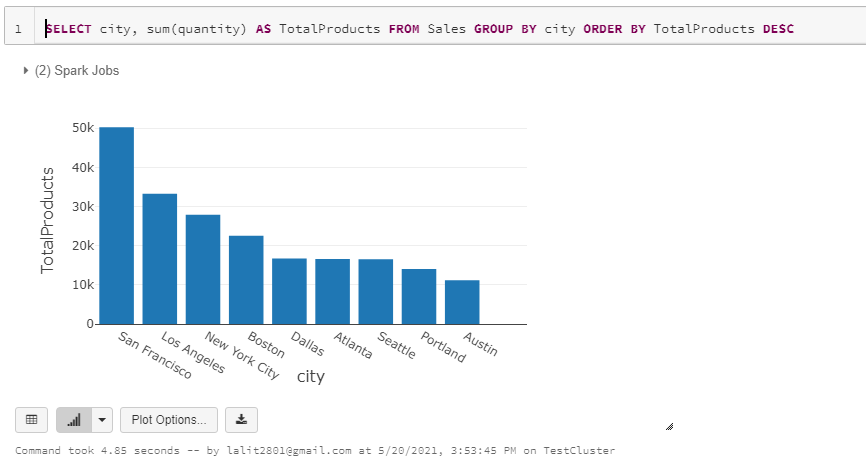 1 SELECT city, sum(quantity) AS TotalProducts FROM Sales GROUP BY city ORDER BY TotalProducts DESC
(2) Spark Jobs
50k
40k
30k
20k
10k
0
TotalProducts
San Francisco
Los Angeles
New York City
Boston
Dallas
Atlanta
Seattle
Portland
Austin
city
Plot Options...
Command took 4.85 seconds -- by lalit2801@gmail.com at 5/20/2021, 3:53:45 PM on TestCluster